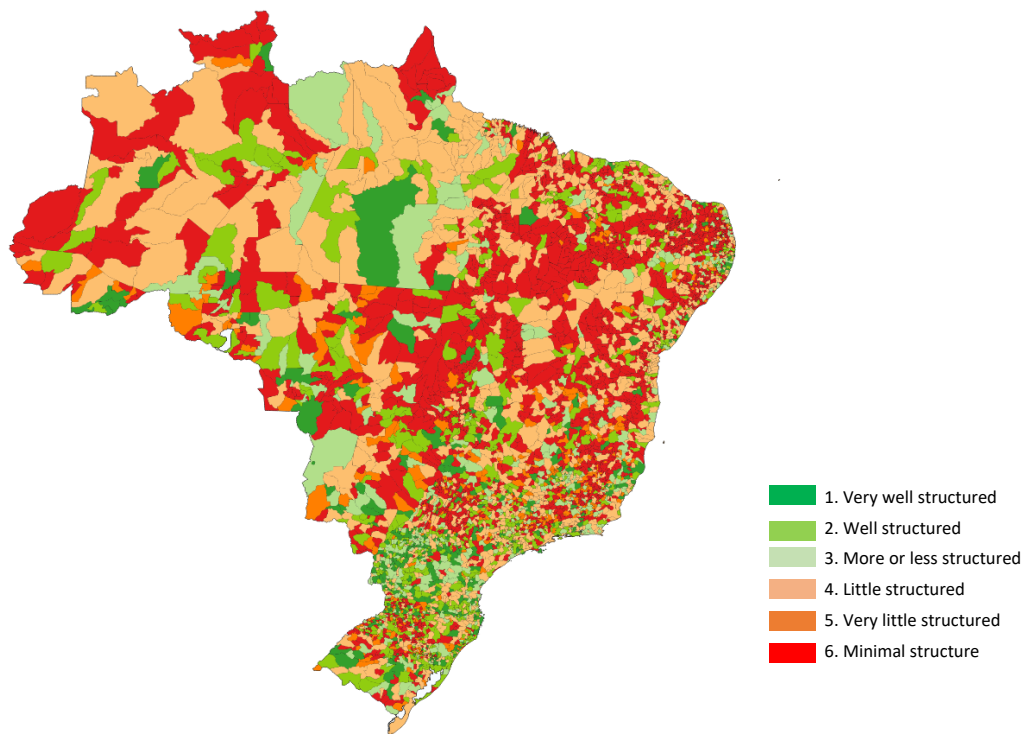 1. Very well structured
2. Well structured
3. More or less structured
4. Little structured
5. Very little structured
6. Minimal structure